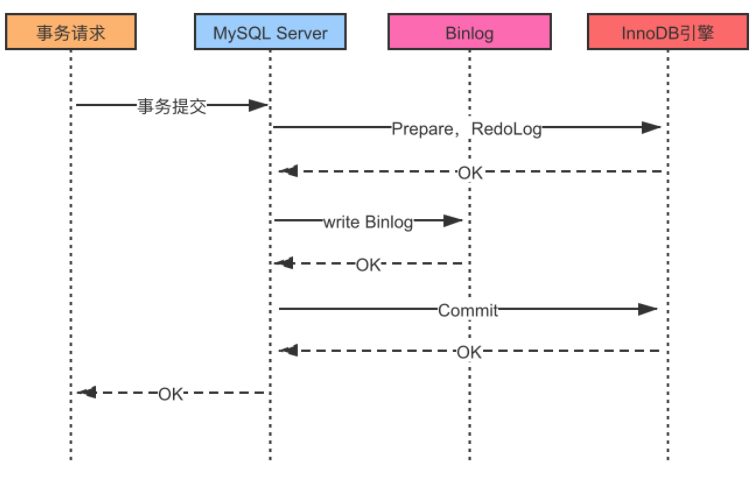 事务请求
MySQL Server
Binlog
InnoDB引擎
事务提交
Prepare，RedoLog
OK
write Binlog
OK
Commit
OK
OK